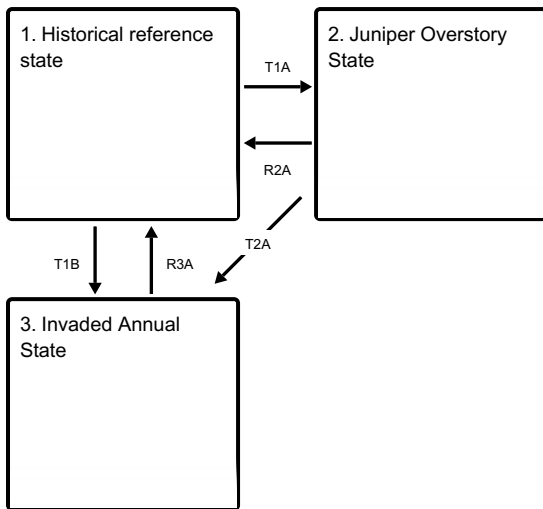 1. Historical reference
state
2. Juniper Overstory
State
T1A
R2A
T2A
T1B
R3A
3. Invaded Annual
State